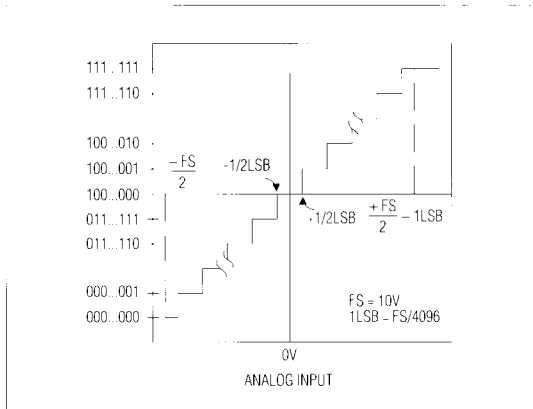 111...111
111...110
100...010
100...001
100...000
011...111
011...110
000...001
000...000
– FS
2
-1/2LSB
+1/2LSB
+ FS
2
– 1LSB
FS = 10V
1LSB – FS/4096
0V
ANALOG INPUT